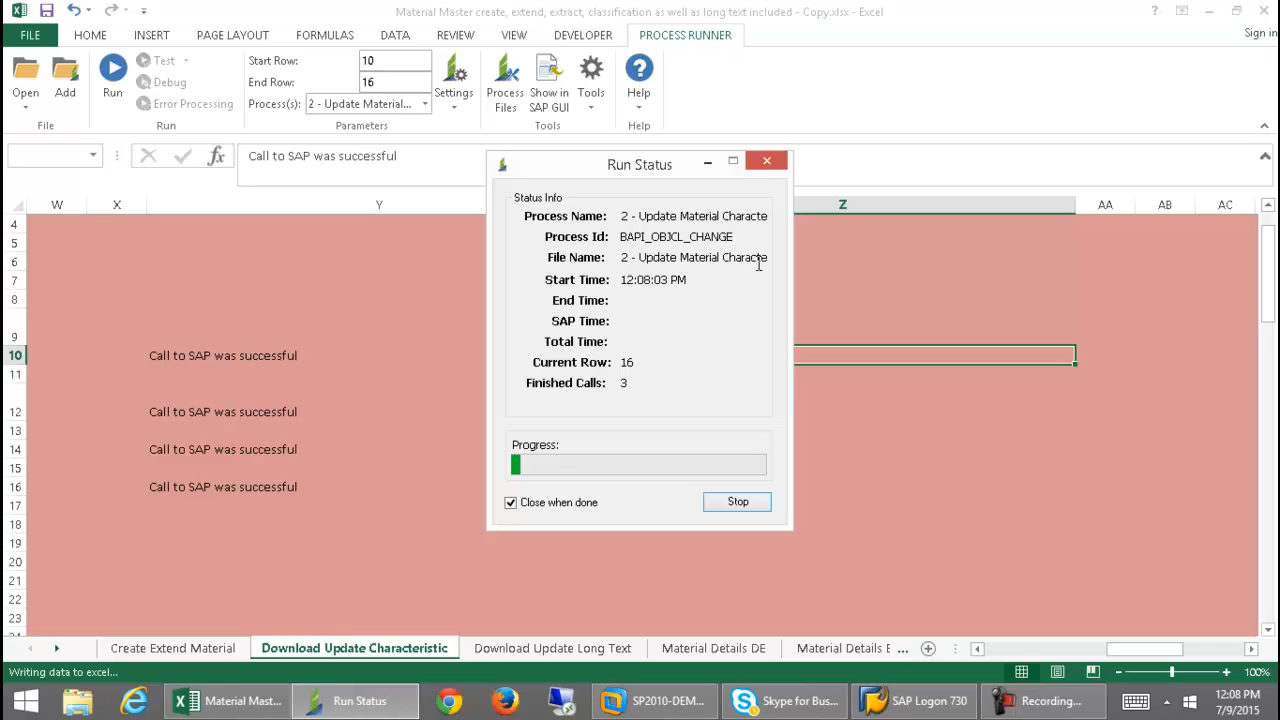 Material Master create, extend, extract, classification as well as long text included - Copy.xlsx - Excel
FILE HOME INSERT PAGE LAYOUT FORMULAS DATA REVIEW VIEW DEVELOPER PROCESS RUNNER Sign in
Open
Add
File
Run
Test
Debug
Error Processing
Run
Start Row: 10
End Row: 16
Process(s): 2 - Update Material...
Parameters
Settings
Process Files
Show in SAP GUI
Tools
Tools
Help
Help
fx Call to SAP was successful
W X Y Z AA AB AC
4
5
6
7
8
9
10 Call to SAP was successful
11
12 Call to SAP was successful
13
14 Call to SAP was successful
15
16 Call to SAP was successful
17
18
19
20
21
22
23
Run Status
Status Info
Process Name: 2 - Update Material Characte
Process Id: BAPI_OBJCL_CHANGE
File Name: 2 - Update Material Characte
Start Time: 12:08:03 PM
End Time:
SAP Time:
Total Time:
Current Row: 16
Finished Calls: 3
Progress:
Close when done
Stop
Create Extend Material Download Update Characteristic Download Update Long Text Material Details DE Material Details E ...
Writing data to excel... 100%
Material Mast... Run Status SP2010-DEM... Skype for Bus... SAP Logon 730 Recording...
12:08 PM
7/9/2015